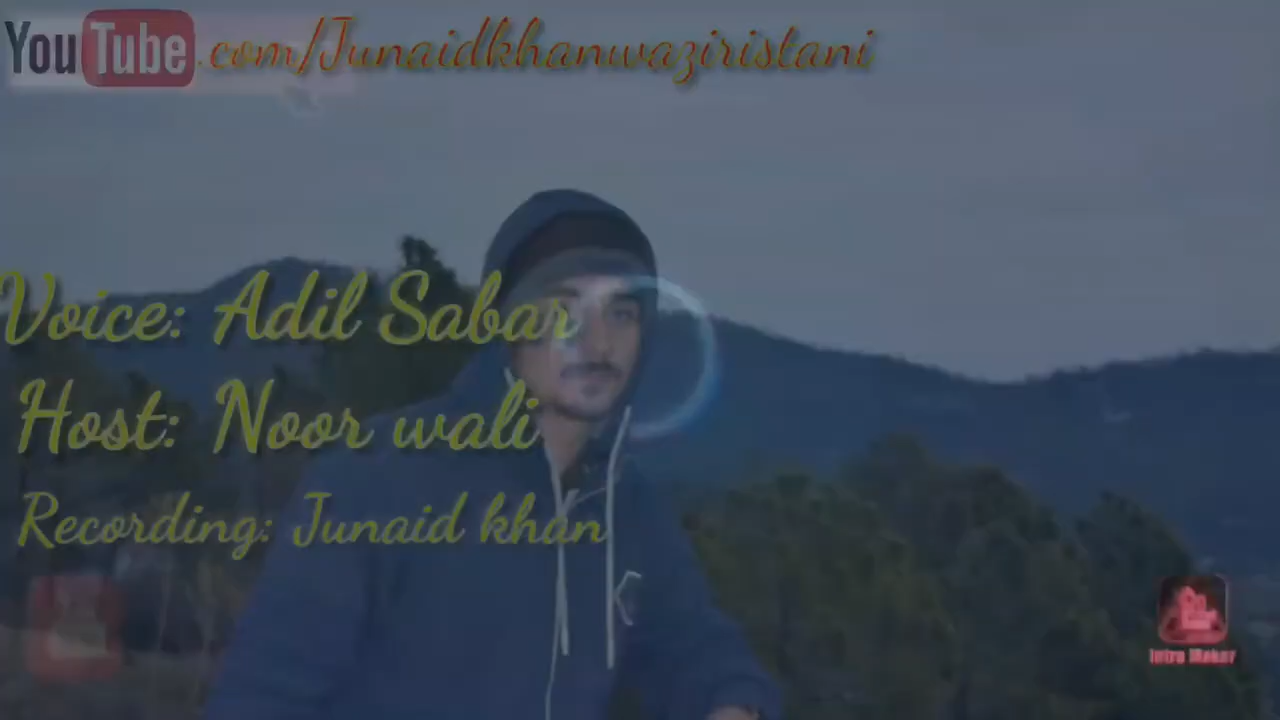 YouTube.com/Junaidkhanwaziristani
Voice: Adil Sabar
Host: Noor wali
Recording: Junaid khan
Intro Maker